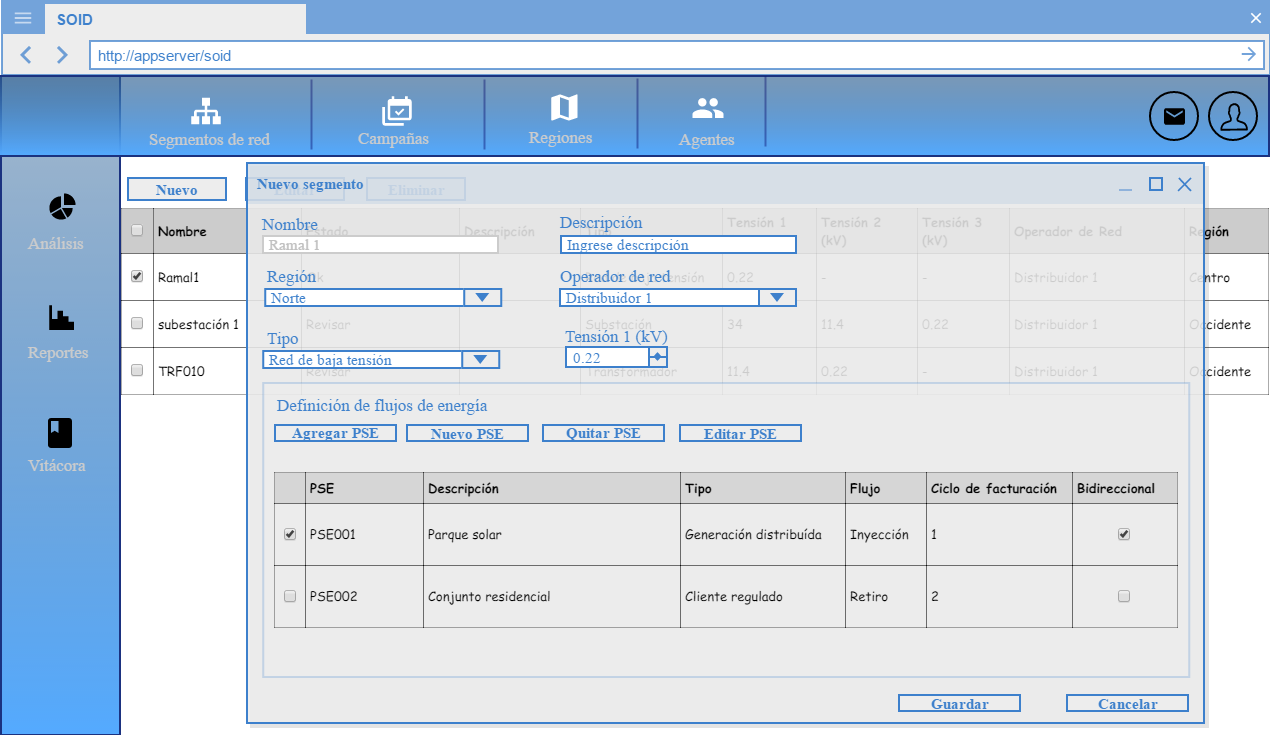 SOID
http://appserver/soid
Segmentos de red
Campañas
Regiones
Agentes
Análisis
Reportes
Vitácora
Nuevo
Editar
Eliminar
Nombre
Estado
Descripción
Tensión 1
Tensión 2 (kV)
Tensión 3 (kV)
Operador de Red
Región
Ramal1
Ok
0.22
-
-
Distribuidor 1
Centro
subestación 1
Revisar
Substación
34
11.4
0.22
Distribuidor 1
Occidente
TRF010
Revisar
Transformador
11.4
0.22
-
Distribuidor 1
Occidente
Nuevo segmento
Nombre
Ramal 1
Descripción
Ingrese descripción
Región
Norte
Operador de red
Distribuidor 1
Tipo
Red de baja tensión
Tensión 1 (kV)
0.22
Definición de flujos de energía
Agregar PSE
Nuevo PSE
Quitar PSE
Editar PSE
PSE
Descripción
Tipo
Flujo
Ciclo de facturación
Bidireccional
PSE001
Parque solar
Generación distribuída
Inyección
1
PSE002
Conjunto residencial
Cliente regulado
Retiro
2
Guardar
Cancelar